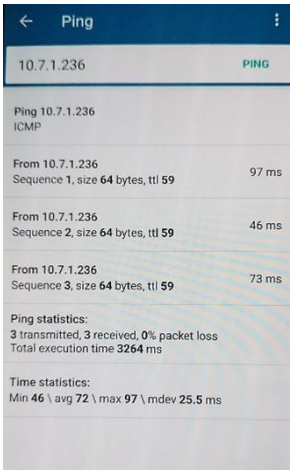 Ping
10.7.1.236 PING
Ping 10.7.1.236
ICMP
From 10.7.1.236
Sequence 1, size 64 bytes, ttl 59 97 ms
From 10.7.1.236
Sequence 2, size 64 bytes, ttl 59 46 ms
From 10.7.1.236
Sequence 3, size 64 bytes, ttl 59 73 ms
Ping statistics:
3 transmitted, 3 received, 0% packet loss
Total execution time 3264 ms
Time statistics:
Min 46 \ avg 72 \ max 97 \ mdev 25.5 ms